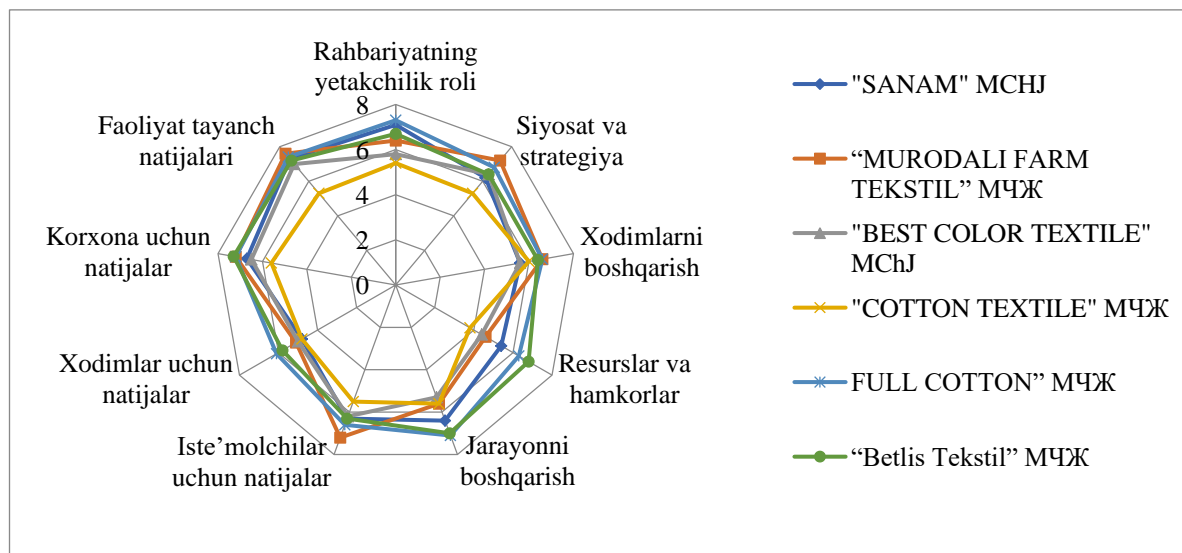 Rahbariyatning
yetakchilik roli
Siyosat va
strategiya
Xodimlarni
boshqarish
Resurslar va
hamkorlar
Jarayonni
boshqarish
Iste’molchilar
uchun natijalar
Xodimlar uchun
natijalar
Korxona uchun
natijalar
Faoliyat tayanch
natijalari
8
6
4
2
0
"SANAM" MCHJ
“MURODALI FARM
TEKSTIL” МЧЖ
"BEST COLOR TEXTILE"
MChJ
"COTTON TEXTILE" МЧЖ
FULL COTTON” МЧЖ
“Betlis Tekstil” МЧЖ